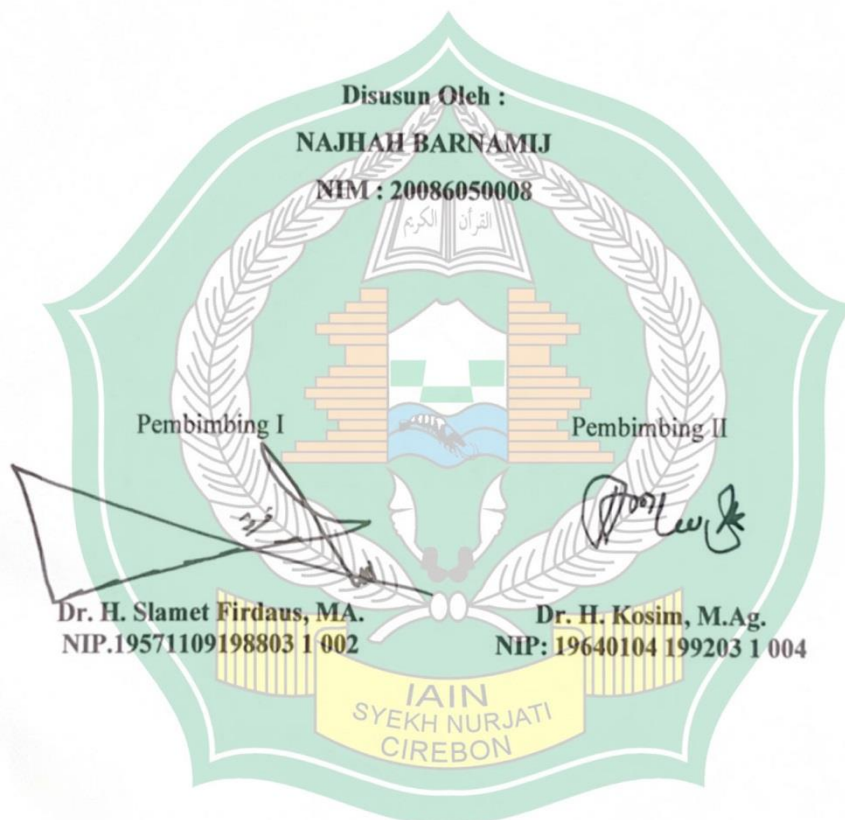 Disusun Oleh :
NAJHAH BARNAMIJ
NIM : 20086050008
القرآن الكريم
Pembimbing I
Pembimbing II
Dr. H. Slamet Firdaus, MA.
NIP.19571109198803 1 002
Dr. H. Kosim, M.Ag.
NIP: 19640104 199203 1 004
IAIN
SYEKH NURJATI
CIREBON